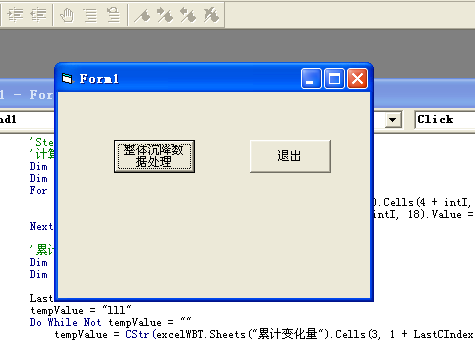 Form1
1 - For
nd1
Click
'Ste
'计算
Dim
Dim
For
).Cells(4 + intI,
intI, 18).Value =
Next
整体沉降数
据处理
退出
'累计
Dim
Dim
Last
tempValue = "lll"
Do While Not tempValue = ""
tempValue = CStr(excelWBT.Sheets("累计变化量").Cells(3, 1 + LastCIndex